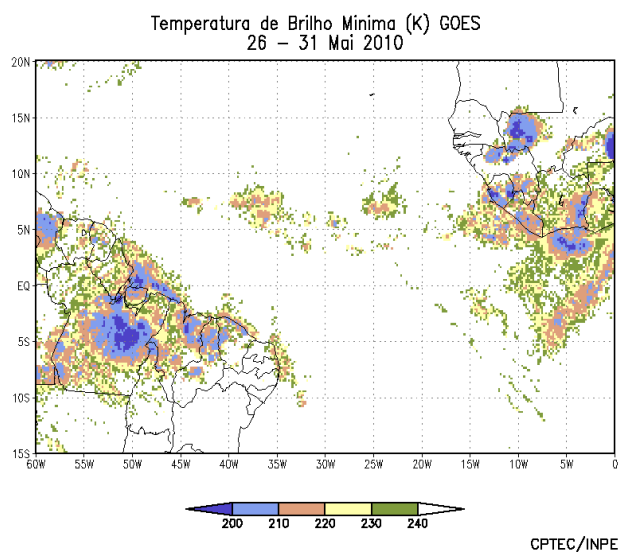 Temperatura de Brilho Minima (K) GOES
26 – 31 Mai 2010
20N
15N
10N
5N
EQ
5S
10S
15S
60W 55W 50W 45W 40W 35W 30W 25W 20W 15W 10W 5W 0
200 210 220 230 240
CPTEC/INPE